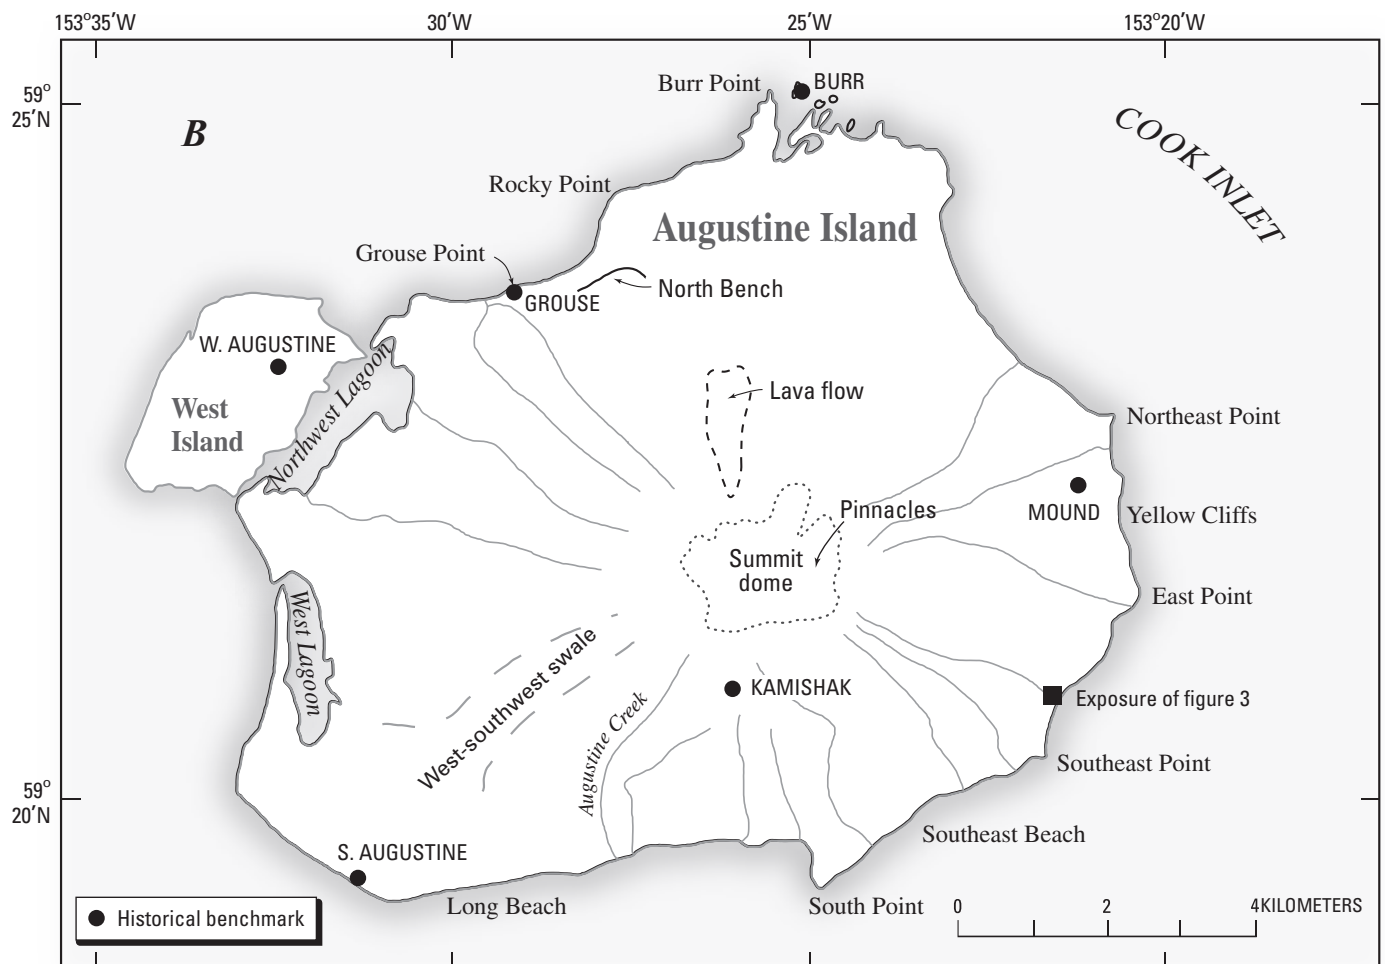 153°35′W
30′W
25′W
153°20′W
59°
25′N
B
Burr Point
BURR
COOK INLET
Rocky Point
Augustine Island
Grouse Point
GROUSE
North Bench
W. AUGUSTINE
Northwest Lagoon
West
Island
Lava flow
Northeast Point
Pinnacles
MOUND
Yellow Cliffs
Summit
dome
East Point
West Lagoon
West-southwest swale
KAMISHAK
Exposure of figure 3
Augustine Creek
Southeast Point
59°
20′N
Southeast Beach
S. AUGUSTINE
Long Beach
South Point
0
2
4 KILOMETERS
Historical benchmark